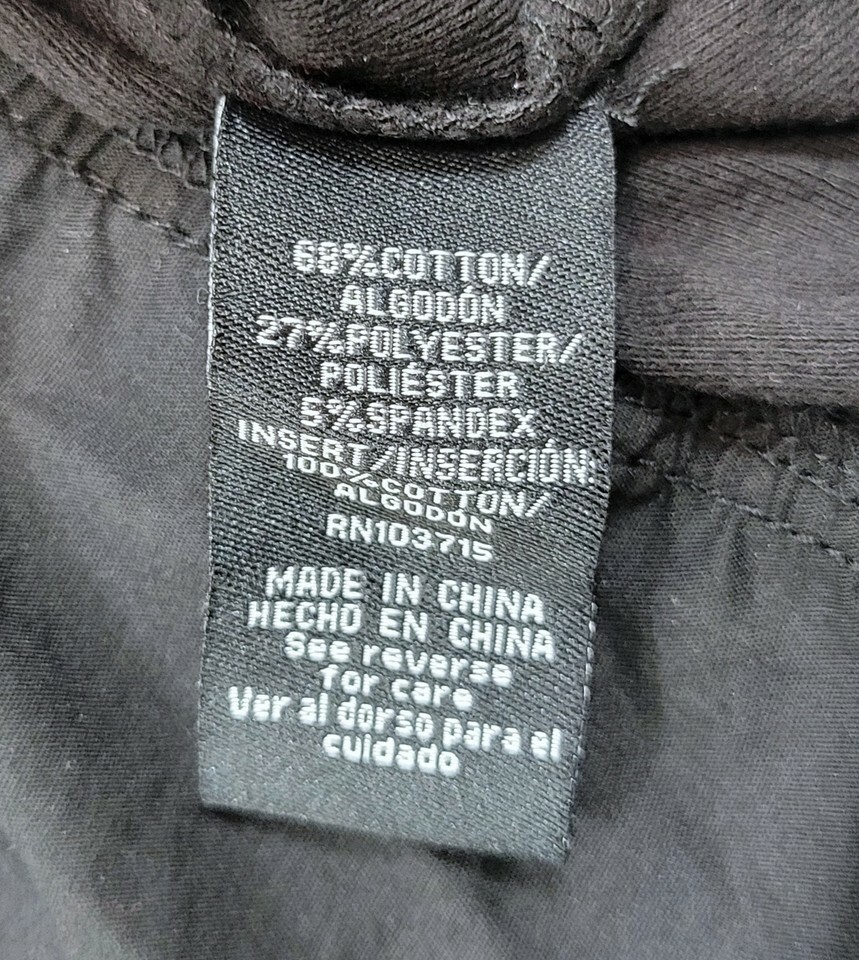 68%COTTON/
ALGODÓN
27%POLYESTER/
POLIÉSTER
5%SPANDEX
INSERT/INSERCIÓN
100%COTTON/
ALGODÓN
RN103715
MADE IN CHINA
HECHO EN CHINA
See reverse
for care
Ver al dorso para el
cuidado